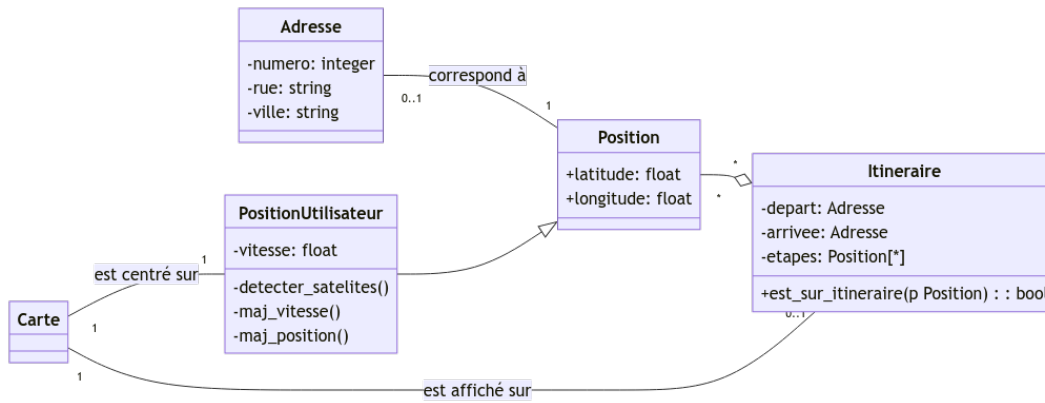 Adresse
-numero: integer
-rue: string
-ville: string
correspond à
0..1
1
Position
+latitude: float
+longitude: float
*
*
Itineraire
-depart: Adresse
-arrivee: Adresse
-etapes: Position[*]
+est_sur_itineraire(p Position) : : bool
0..1
PositionUtilisateur
-vitesse: float
-detecter_satelites()
-maj_vitesse()
-maj_position()
est centré sur
1
1
Carte
1
est affiché sur